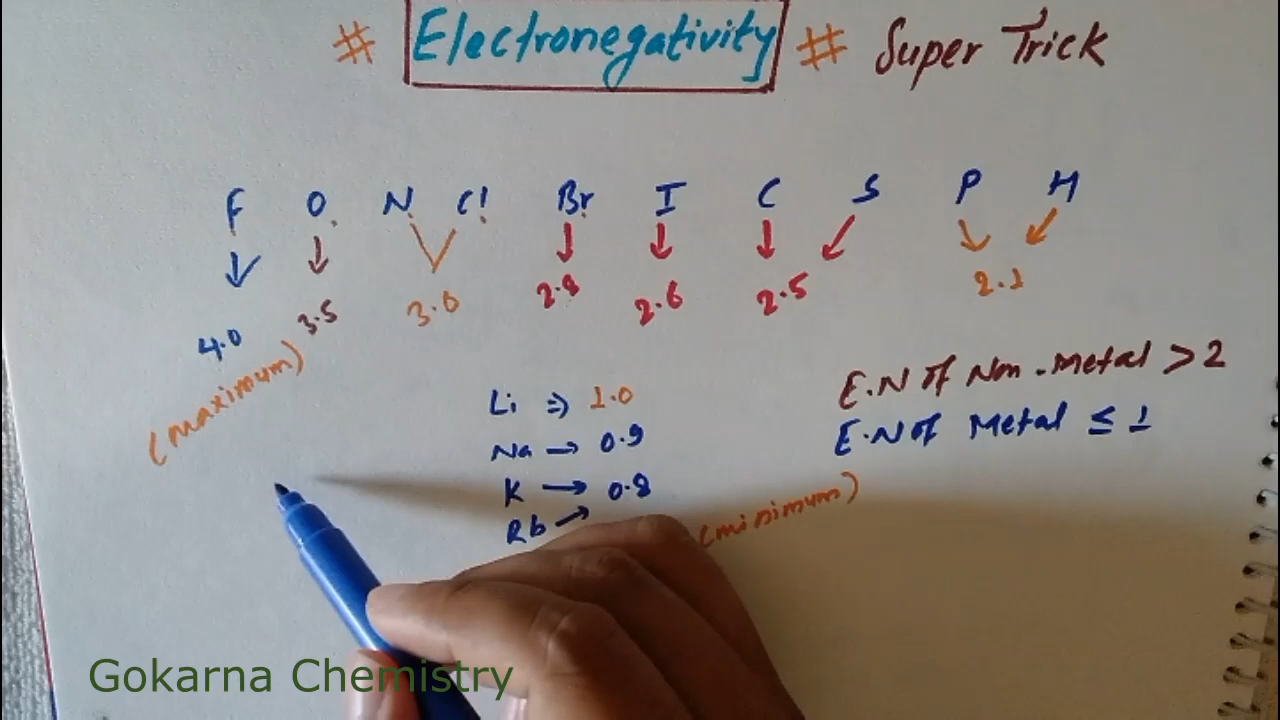 # Electronegativity # Super Trick
F O N Cl Br I C S P H
4.0 3.5 3.0 2.8 2.6 2.5 2.1
(maximum)
E.N of Non-Metal > 2
Li ⇒ 1.0
E.N of Metal ≤ 1
Na → 0.9
K → 0.8
Rb →
(minimum)
Gokarna Chemistry